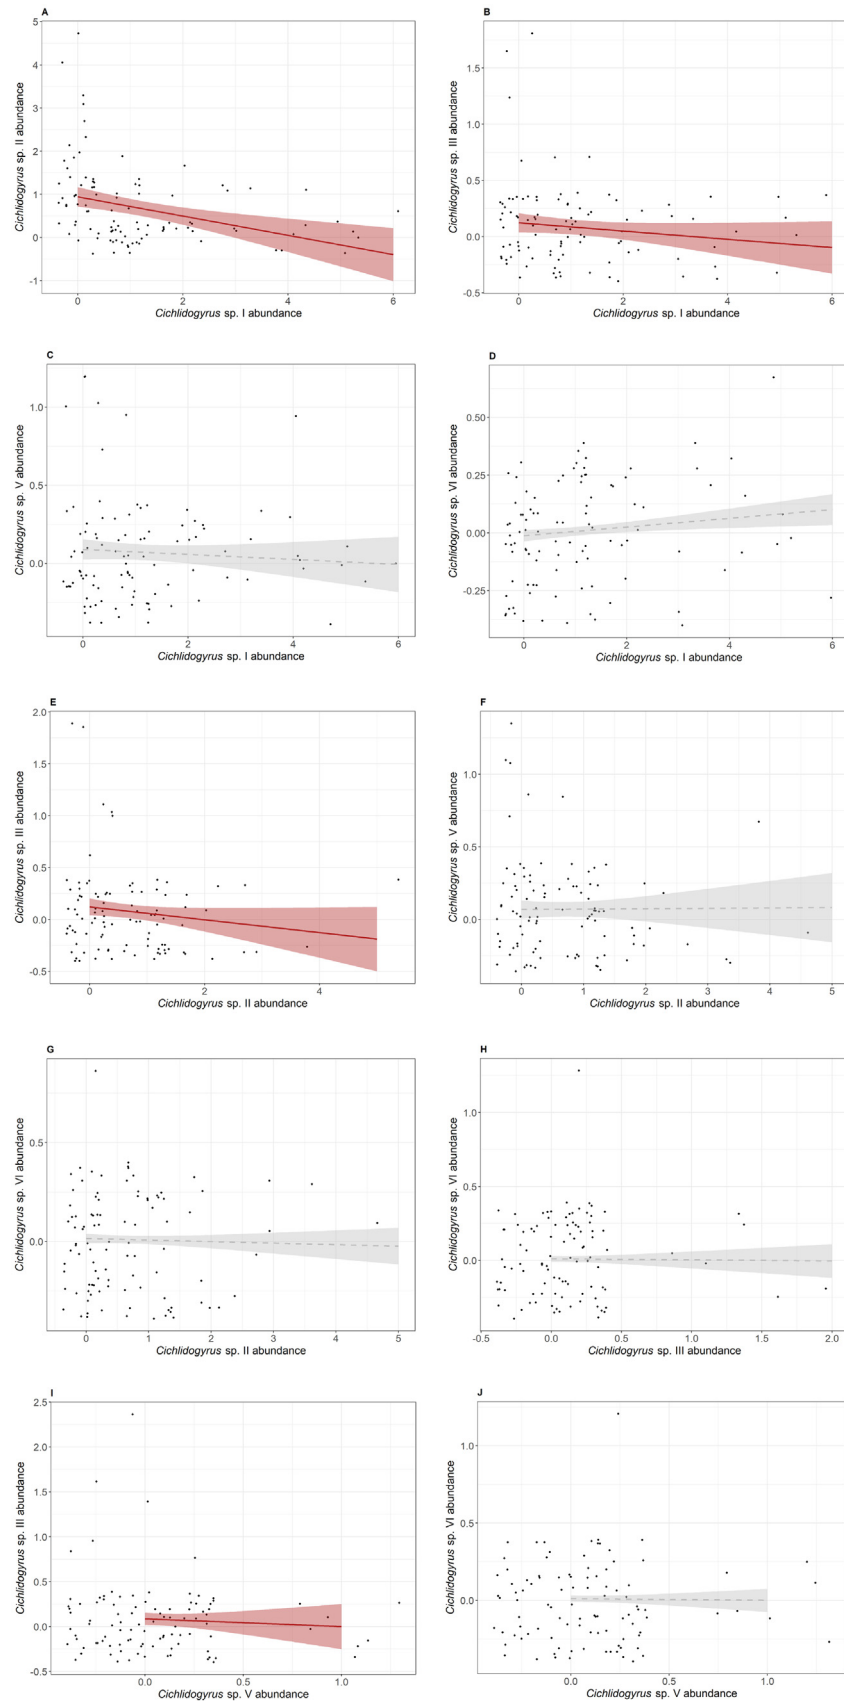 A
B
5
4
3
2
1
0
-1
Cichlidogyrus sp. II abundance
0
2
4
6
Cichlidogyrus sp. I abundance
1.5
1.0
0.5
0.0
-0.5
Cichlidogyrus sp. III abundance
0
2
4
6
Cichlidogyrus sp. I abundance
C
D
1.0
0.5
0.0
Cichlidogyrus sp. V abundance
0
2
4
6
Cichlidogyrus sp. I abundance
0.50
0.25
0.00
-0.25
Cichlidogyrus sp. VI abundance
0
2
4
6
Cichlidogyrus sp. I abundance
E
F
2.0
1.5
1.0
0.5
0.0
-0.5
Cichlidogyrus sp. III abundance
0
2
4
Cichlidogyrus sp. II abundance
1.0
0.5
0.0
Cichlidogyrus sp. V abundance
0
1
2
3
4
5
Cichlidogyrus sp. II abundance
G
H
0.5
0.0
Cichlidogyrus sp. VI abundance
0
1
2
3
4
5
Cichlidogyrus sp. II abundance
1.0
0.5
0.0
Cichlidogyrus sp. VI abundance
-0.5
0.0
0.5
1.0
1.5
2.0
Cichlidogyrus sp. III abundance
I
J
2.5
2.0
1.5
1.0
0.5
0.0
-0.5
Cichlidogyrus sp. III abundance
0.0
0.5
1.0
Cichlidogyrus sp. V abundance
1.0
0.5
0.0
Cichlidogyrus sp. VI abundance
0.0
0.5
1.0
Cichlidogyrus sp. V abundance